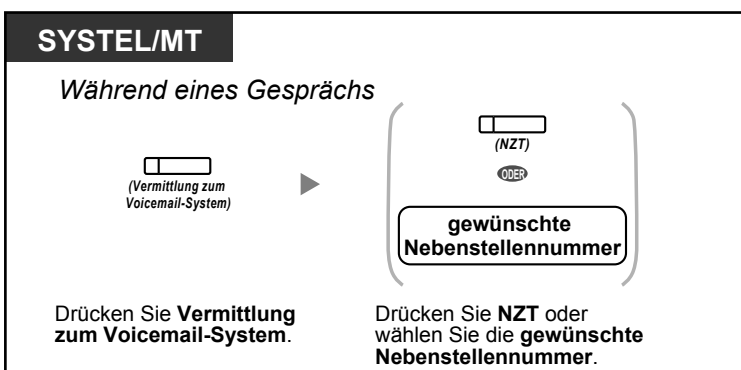 SYSTEL/MT
Während eines Gesprächs
(NZT)
(Vermittlung zum
Voicemail-System)
ODER
gewünschte
Nebenstellennummer
Drücken Sie Vermittlung
zum Voicemail-System.
Drücken Sie NZT oder
wählen Sie die gewünschte
Nebenstellennummer.